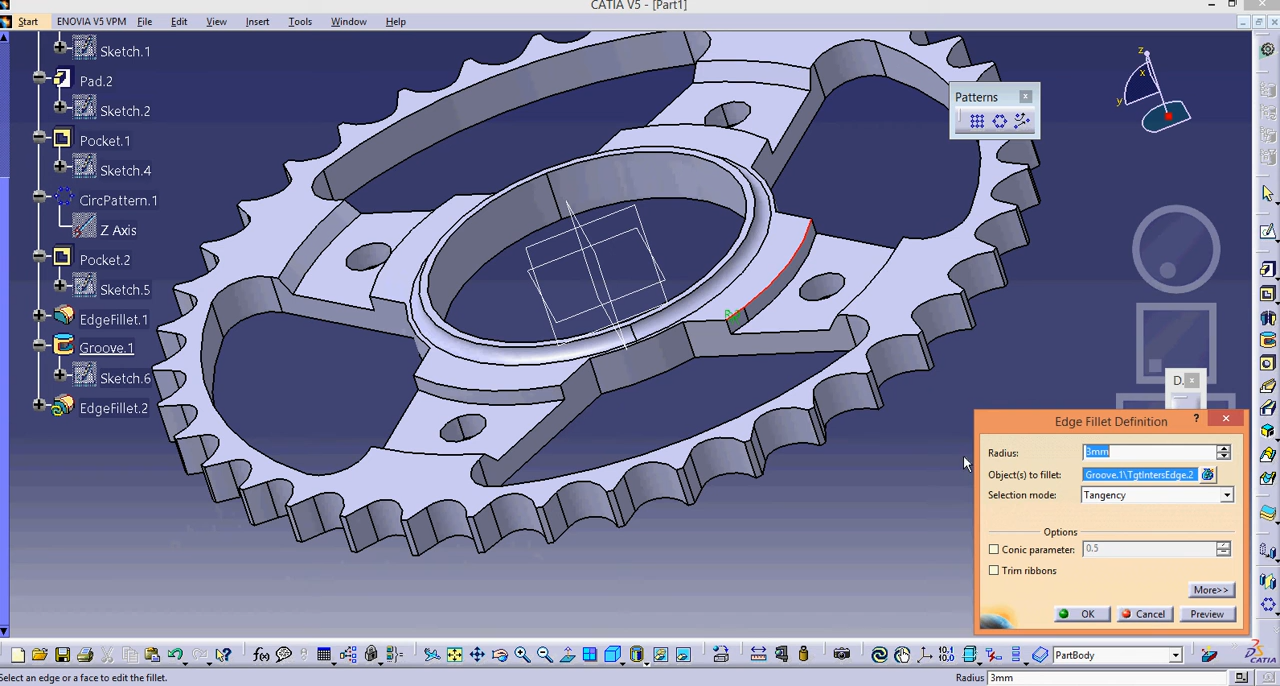 CATIA V5 - [Part1]
Start ENOVIA V5 VPM File Edit View Insert Tools Window Help
Sketch.1
Pad.2
Sketch.2
Pocket.1
Sketch.4
CircPattern.1
Z Axis
Pocket.2
Sketch.5
EdgeFillet.1
Groove.1
Sketch.6
EdgeFillet.2
z
x
y
Patterns
D.
Edge Fillet Definition
Radius: 3mm
Object(s) to fillet: Groove.1\TgtIntersEdge.2
Selection mode: Tangency
Options
Conic parameter: 0.5
Trim ribbons
More>>
OK Cancel Preview
PartBody
CATIA
Select an edge or a face to edit the fillet.
Radius 3mm